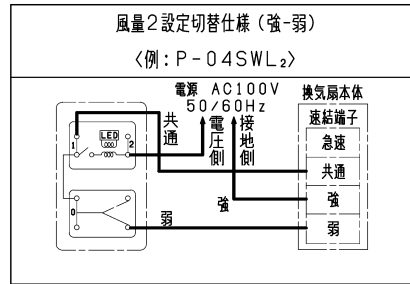 風量2設定切替仕様（強-弱）
〈例：P-04SWL₂〉
電源 AC100V
50/60Hz
換気扇本体
速結端子
急速
共通
強
弱
共通
電圧側
接地側
LED
1
2
0
強
弱